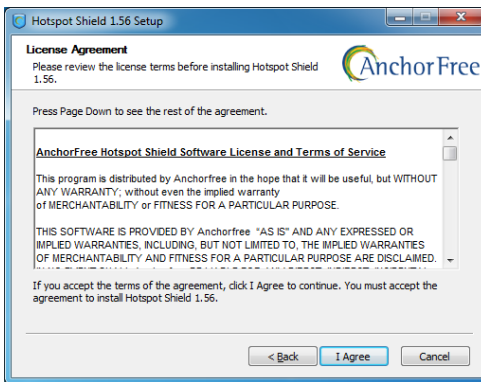 Hotspot Shield 1.56 Setup
License Agreement
Please review the license terms before installing Hotspot Shield
1.56.
AnchorFree
Press Page Down to see the rest of the agreement.
AnchorFree Hotspot Shield Software License and Terms of Service
This program is distributed by Anchorfree in the hope that it will be useful, but WITHOUT
ANY WARRANTY; without even the implied warranty
of MERCHANTABILITY or FITNESS FOR A PARTICULAR PURPOSE.
THIS SOFTWARE IS PROVIDED BY Anchorfree "AS IS" AND ANY EXPRESSED OR
IMPLIED WARRANTIES, INCLUDING, BUT NOT LIMITED TO, THE IMPLIED WARRANTIES
OF MERCHANTABILITY AND FITNESS FOR A PARTICULAR PURPOSE ARE DISCLAIMED.
If you accept the terms of the agreement, click I Agree to continue. You must accept the
agreement to install Hotspot Shield 1.56.
< Back
I Agree
Cancel